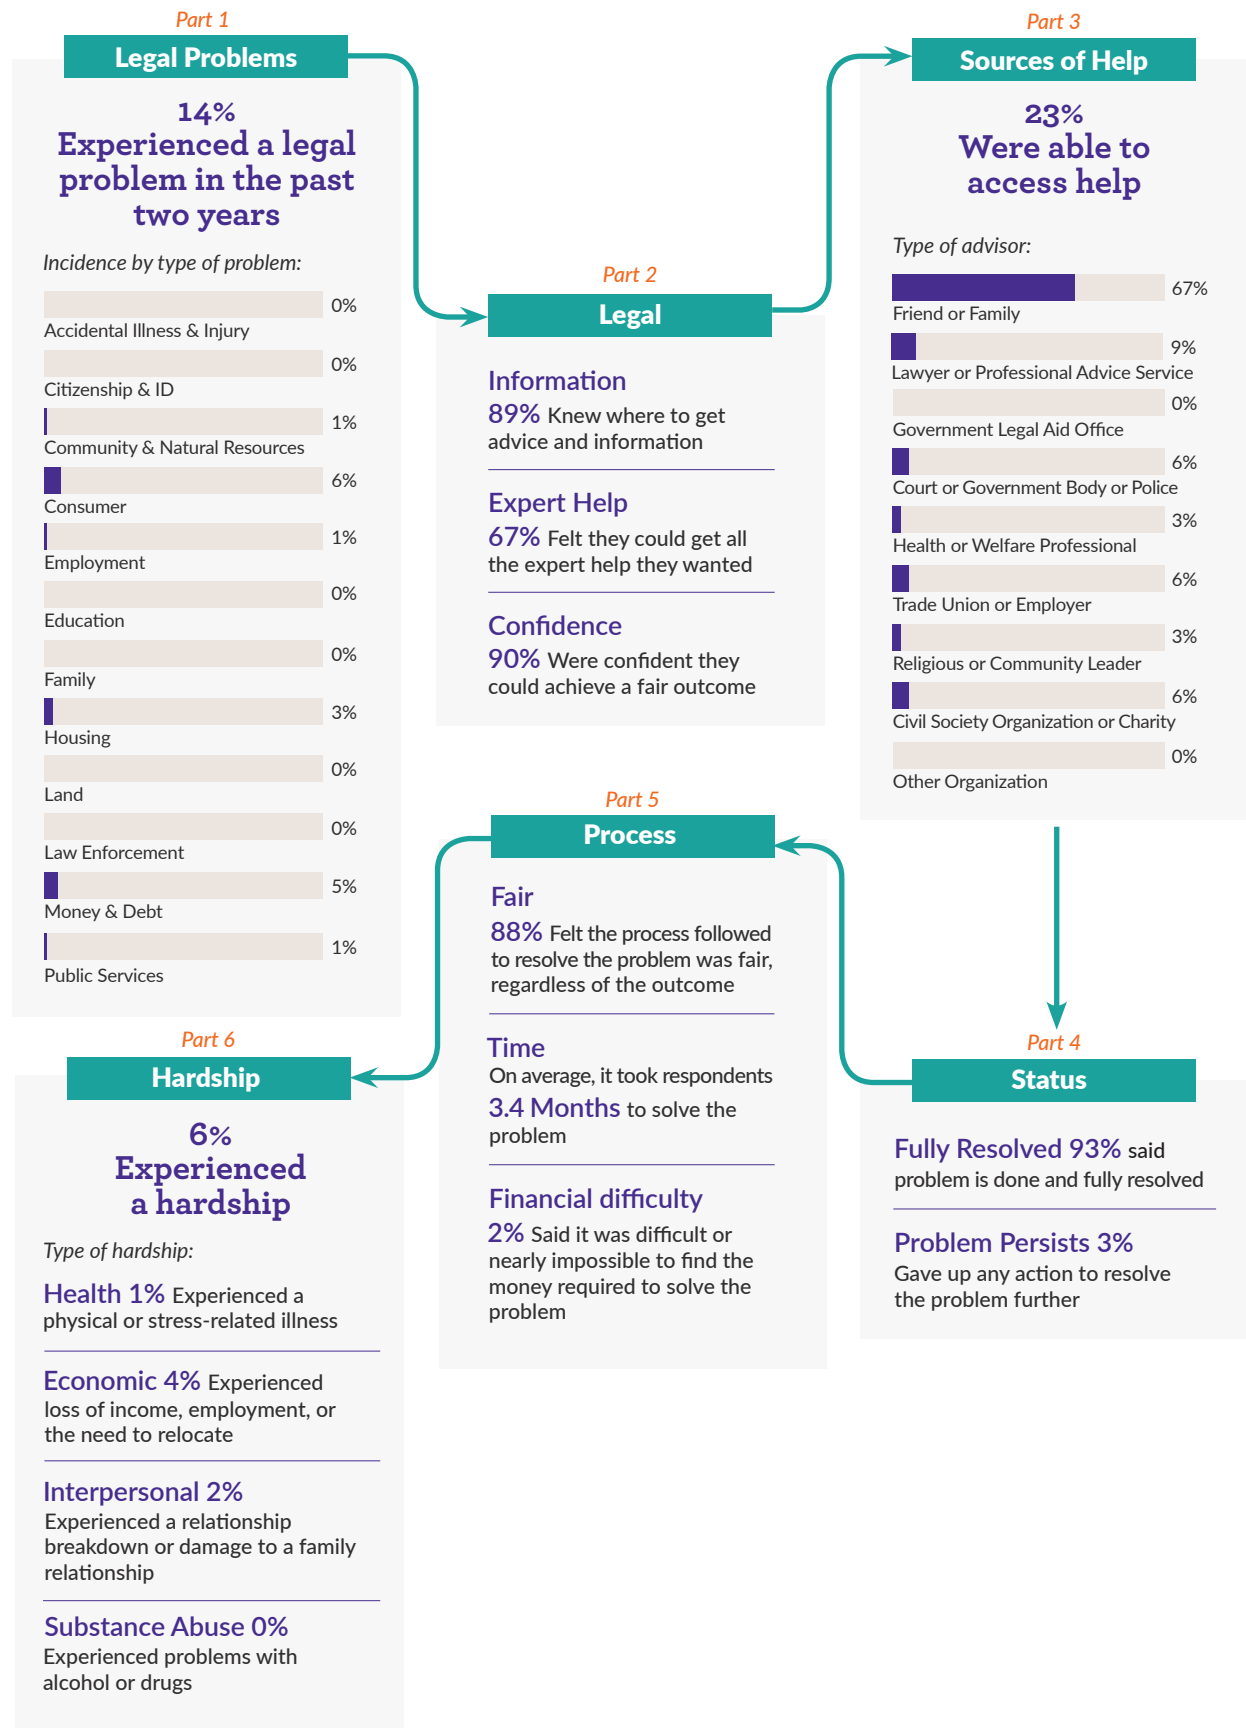 Part 1
Legal Problems
14%
Experienced a legal
problem in the past
two years
Incidence by type of problem:
0%
Accidental Illness & Injury
0%
Citizenship & ID
1%
Community & Natural Resources
6%
Consumer
1%
Employment
0%
Education
0%
Family
3%
Housing
0%
Land
0%
Law Enforcement
5%
Money & Debt
1%
Public Services
Part 2
Legal
Information
89% Knew where to get
advice and information
Expert Help
67% Felt they could get all
the expert help they wanted
Confidence
90% Were confident they
could achieve a fair outcome
Part 3
Sources of Help
23%
Were able to
access help
Type of advisor:
67%
Friend or Family
9%
Lawyer or Professional Advice Service
0%
Government Legal Aid Office
6%
Court or Government Body or Police
3%
Health or Welfare Professional
6%
Trade Union or Employer
3%
Religious or Community Leader
6%
Civil Society Organization or Charity
0%
Other Organization
Part 4
Status
Fully Resolved 93% said
problem is done and fully resolved
Problem Persists 3%
Gave up any action to resolve
the problem further
Part 5
Process
Fair
88% Felt the process followed
to resolve the problem was fair,
regardless of the outcome
Time
On average, it took respondents
3.4 Months to solve the
problem
Financial difficulty
2% Said it was difficult or
nearly impossible to find the
money required to solve the
problem
Part 6
Hardship
6%
Experienced
a hardship
Type of hardship:
Health 1% Experienced a
physical or stress-related illness
Economic 4% Experienced
loss of income, employment, or
the need to relocate
Interpersonal 2%
Experienced a relationship
breakdown or damage to a family
relationship
Substance Abuse 0%
Experienced problems with
alcohol or drugs